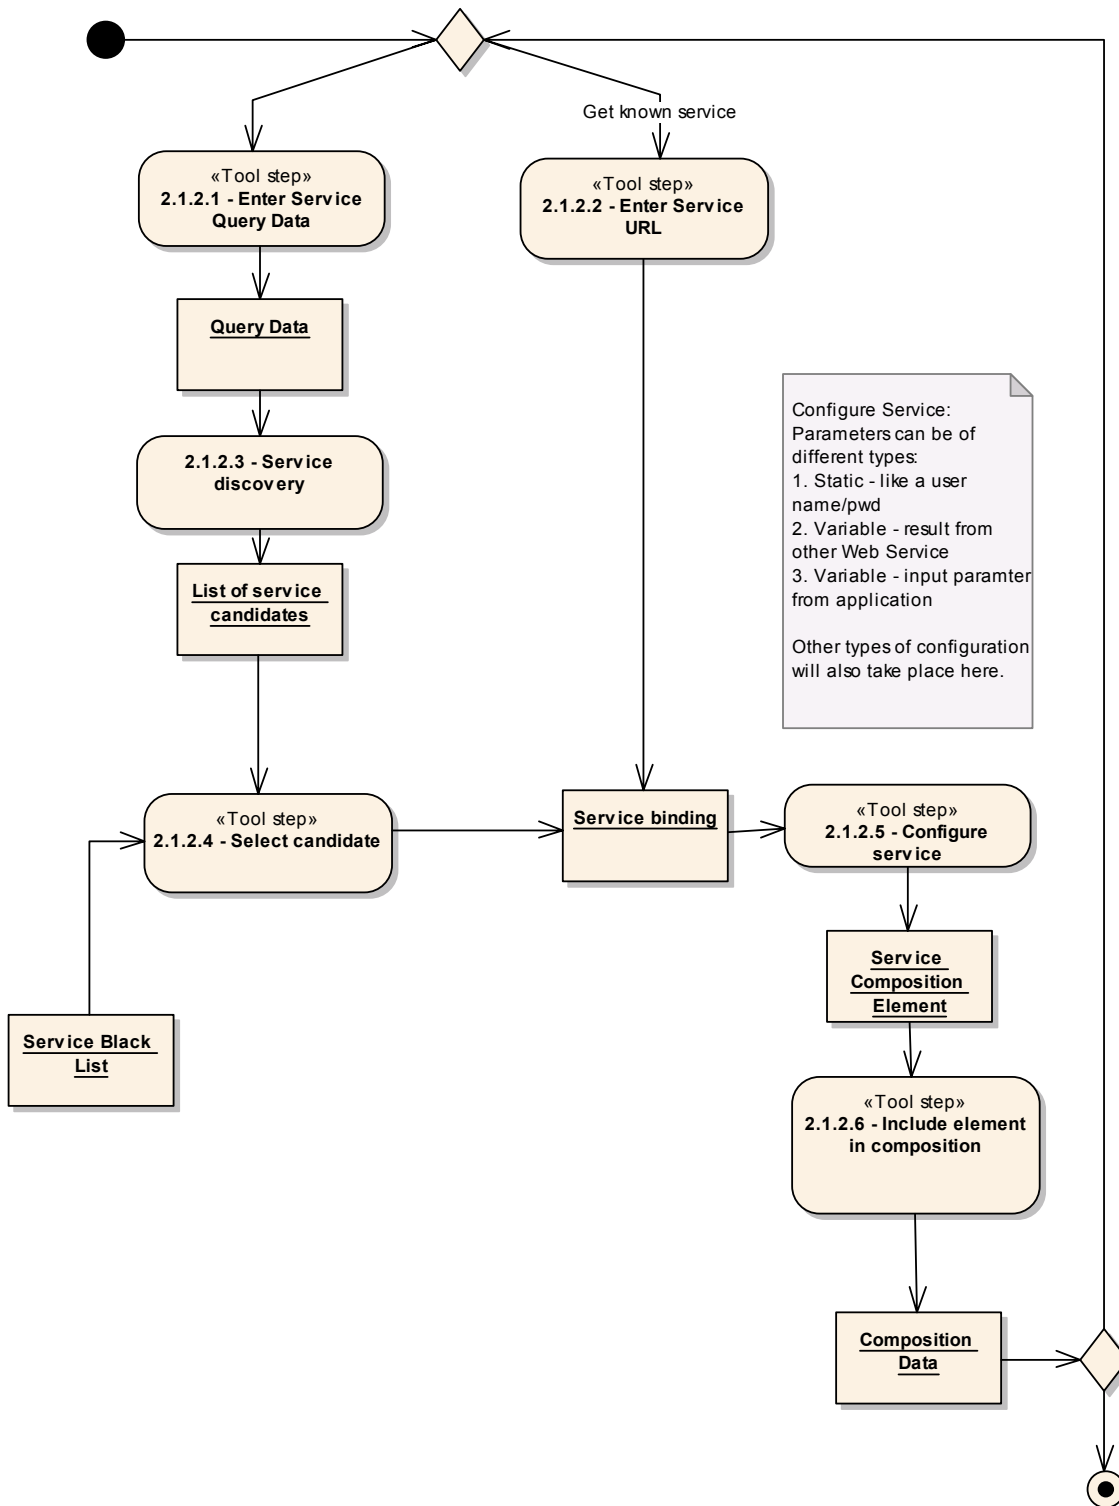 Get known service
«Tool step»
2.1.2.1 - Enter Service
Query Data
«Tool step»
2.1.2.2 - Enter Service
URL
Query Data
Configure Service:
Parameters can be of
different types:
1. Static - like a user
name/pwd
2. Variable - result from
other Web Service
3. Variable - input paramter
from application
Other types of configuration
will also take place here.
2.1.2.3 - Service
discovery
List of service
candidates
«Tool step»
2.1.2.4 - Select candidate
Service binding
«Tool step»
2.1.2.5 - Configure
service
Service
Composition
Element
Service Black
List
«Tool step»
2.1.2.6 - Include element
in composition
Composition
Data